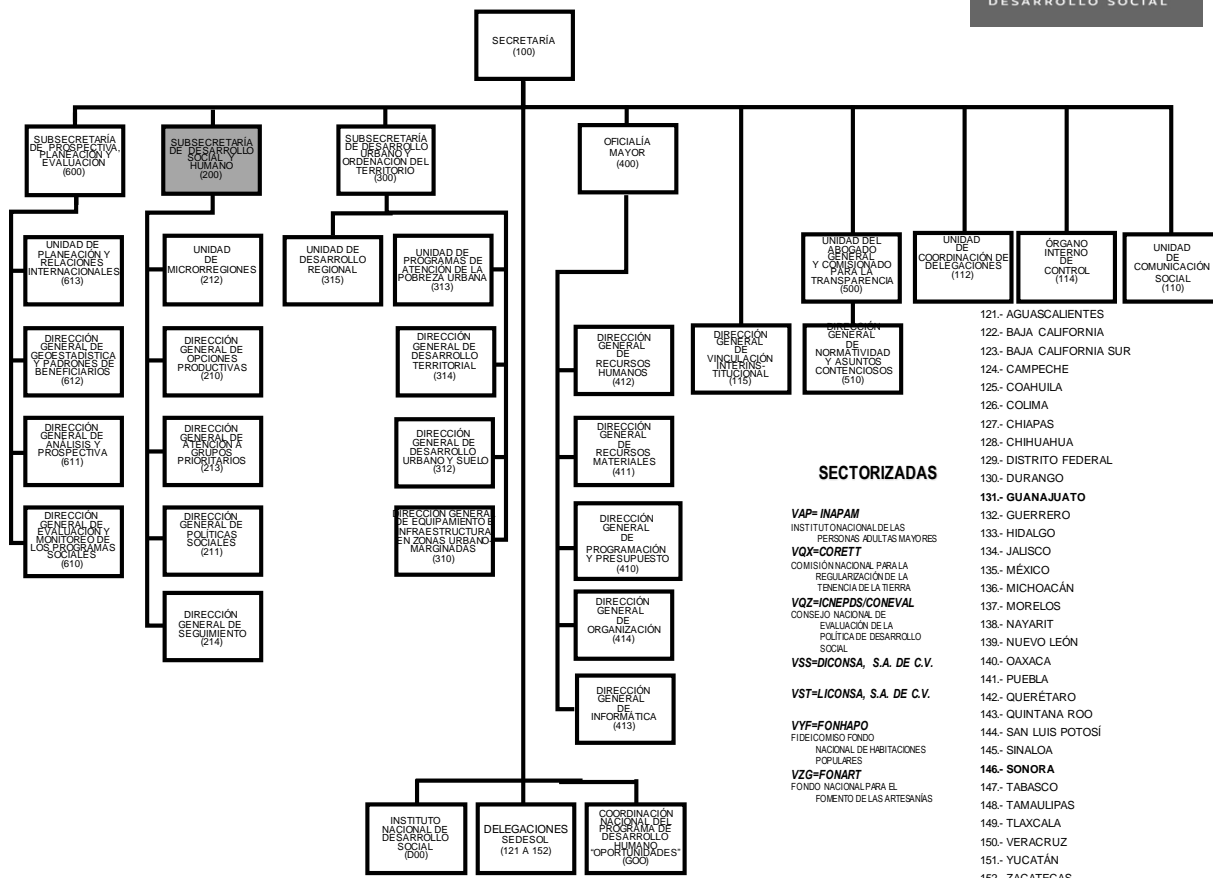 DESARROLLO SOCIAL
SECRETARÍA
(100)
SUBSECRETARÍA
DE PROSPECTIVA,
PLANEACIÓN Y
EVALUACIÓN
(600)
SUBSECRETARÍA
DE DESARROLLO
SOCIAL Y
HUMANO
(200)
SUBSECRETARÍA
DE DESARROLLO
URBANO Y
ORDENACIÓN DEL
TERRITORIO
(300)
OFICIALÍA
MAYOR
(400)
UNIDAD DE
PLANEACIÓN Y
RELACIONES
INTERNACIONALES
(613)
UNIDAD
DE
MICRORREGIONES
(212)
UNIDAD DE
DESARROLLO
REGIONAL
(315)
UNIDAD DE
PROGRAMAS DE
ATENCIÓN DE LA
POBREZA URBANA
(313)
UNIDAD DEL
ABOGADO
GENERAL
Y COMISIONADO
PARA LA
TRANSPARENCIA
(500)
UNIDAD
DE
COORDINACIÓN DE
DELEGACIONES
(112)
ÓRGANO
INTERNO
DE
CONTROL
(114)
UNIDAD
DE
COMUNICACIÓN
SOCIAL
(110)
DIRECCIÓN
GENERAL DE
GEOESTADÍSTICA
Y PADRONES DE
BENEFICIARIOS
(612)
DIRECCIÓN
GENERAL DE
OPCIONES
PRODUCTIVAS
(210)
DIRECCIÓN
GENERAL DE
DESARROLLO
TERRITORIAL
(314)
DIRECCIÓN
GENERAL
DE
RECURSOS
HUMANOS
(412)
DIRECCIÓN
GENERAL
DE
VINCULACIÓN
INTERINS-
TITUCIONAL
(115)
DIRECCIÓN
GENERAL
DE
NORMATIVIDAD
Y ASUNTOS
CONTENCIOSOS
(510)
DIRECCIÓN
GENERAL DE
ANÁLISIS Y
PROSPECTIVA
(611)
DIRECCIÓN
GENERAL DE
ATENCIÓN A
GRUPOS
PRIORITARIOS
(213)
DIRECCIÓN
GENERAL DE
DESARROLLO
URBANO Y SUELO
(312)
DIRECCIÓN
GENERAL
DE
RECURSOS
MATERIALES
(411)
DIRECCIÓN
GENERAL DE
EVALUACIÓN Y
MONITOREO DE
LOS PROGRAMAS
SOCIALES
(610)
DIRECCIÓN
GENERAL DE
POLÍTICAS
SOCIALES
(211)
DIRECCIÓN GENERAL
DE EQUIPAMIENTO E
INFRAESTRUCTURA
EN ZONAS URBANO-
MARGINADAS
(310)
DIRECCIÓN
GENERAL
DE
PROGRAMACIÓN
Y PRESUPUESTO
(410)
DIRECCIÓN
GENERAL DE
SEGUIMIENTO
(214)
DIRECCIÓN
GENERAL
DE
ORGANIZACIÓN
(414)
DIRECCIÓN
GENERAL
DE
INFORMÁTICA
(413)
INSTITUTO
NACIONAL DE
DESARROLLO
SOCIAL
(D00)
DELEGACIONES
SEDESOL
(121 A 152)
COORDINACIÓN
NACIONAL DEL
PROGRAMA DE
DESARROLLO
HUMANO
"OPORTUNIDADES"
(GOO)
SECTORIZADAS
VAP= INAPAM
INSTITUTO NACIONAL DE LAS
PERSONAS ADULTAS MAYORES
VQX=CORETT
COMISIÓN NACIONAL PARA LA
REGULARIZACIÓN DE LA
TENENCIA DE LA TIERRA
VQZ=ICNEPDS/CONEVAL
CONSEJO NACIONAL DE
EVALUACIÓN DE LA
POLÍTICA DE DESARROLLO
SOCIAL
VSS=DICONSA, S.A. DE C.V.
VST=LICONSA, S.A. DE C.V.
VYF=FONHAPO
FIDEICOMISO FONDO
NACIONAL DE HABITACIONES
POPULARES
VZG=FONART
FONDO NACIONAL PARA EL
FOMENTO DE LAS ARTESANÍAS
121.- AGUASCALIENTES
122.- BAJA CALIFORNIA
123.- BAJA CALIFORNIA SUR
124.- CAMPECHE
125.- COAHUILA
126.- COLIMA
127.- CHIAPAS
128.- CHIHUAHUA
129.- DISTRITO FEDERAL
130.- DURANGO
131.- GUANAJUATO
132.- GUERRERO
133.- HIDALGO
134.- JALISCO
135.- MÉXICO
136.- MICHOACÁN
137.- MORELOS
138.- NAYARIT
139.- NUEVO LEÓN
140.- OAXACA
141.- PUEBLA
142.- QUERÉTARO
143.- QUINTANA ROO
144.- SAN LUIS POTOSÍ
145.- SINALOA
146.- SONORA
147.- TABASCO
148.- TAMAULIPAS
149.- TLAXCALA
150.- VERACRUZ
151.- YUCATÁN
152.- ZACATECAS